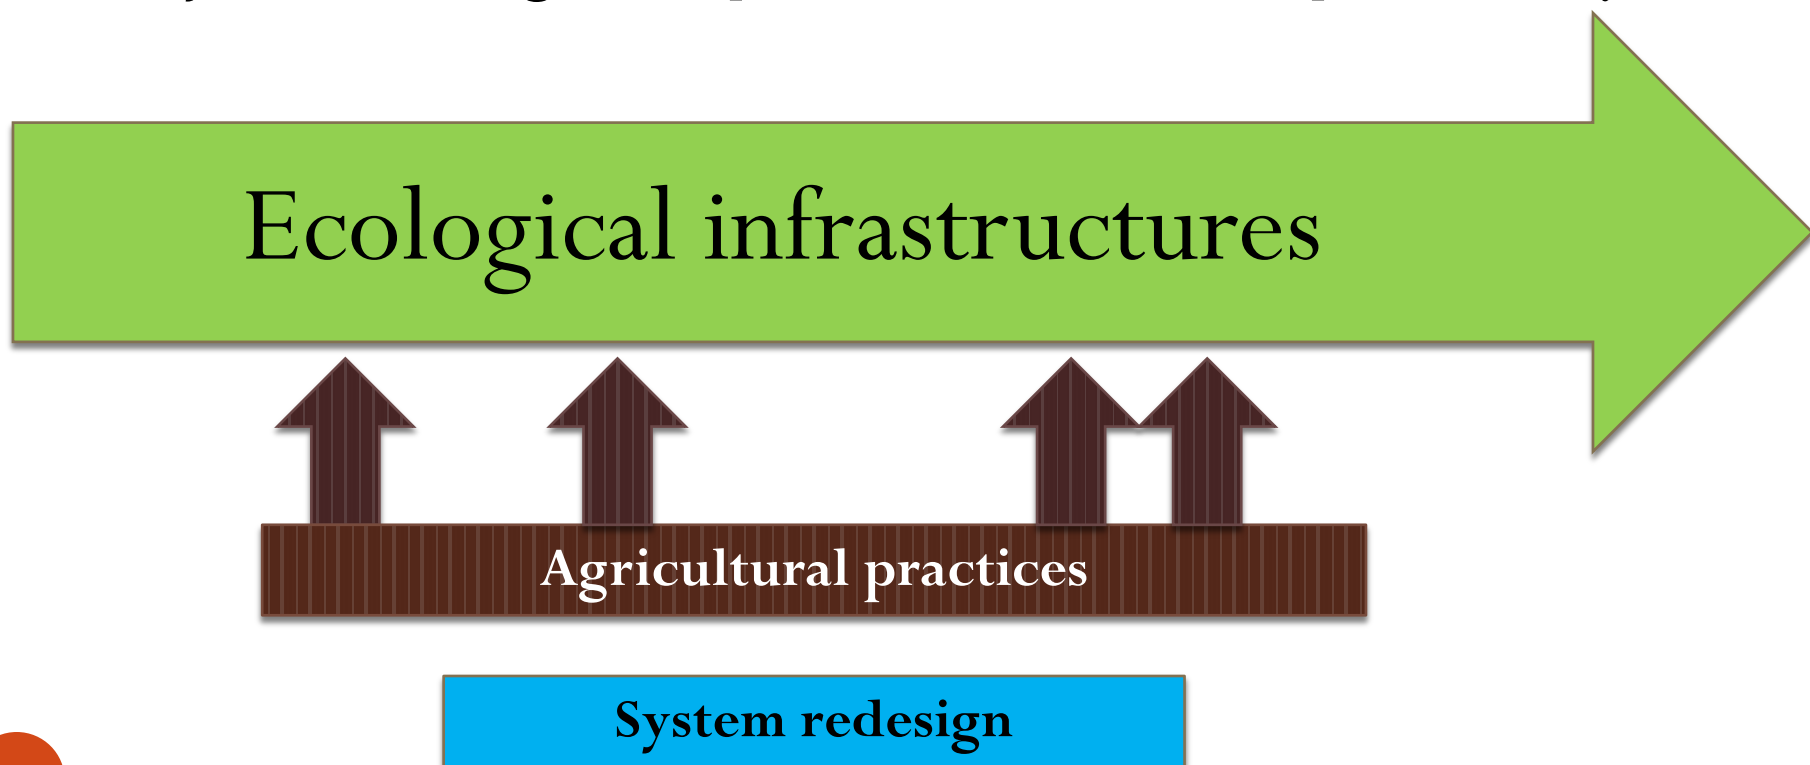 Ecological infrastructures
Agricultural practices
System redesign